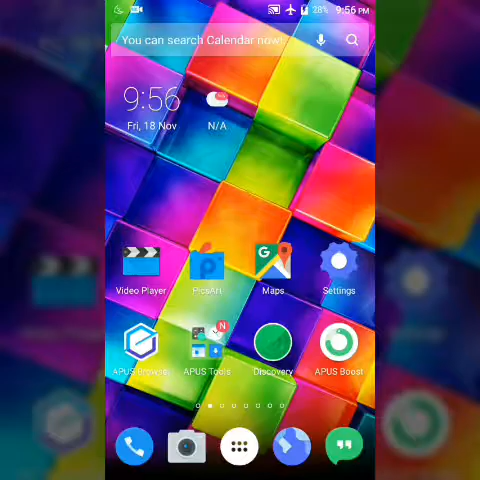 28% 9:56 PM
You can search Calendar now!
9:56
Fri, 18 Nov
N/A
Video Player
PicsArt
Maps
Settings
N
APUS Browse
APUS Tools
Discovery
APUS Boost